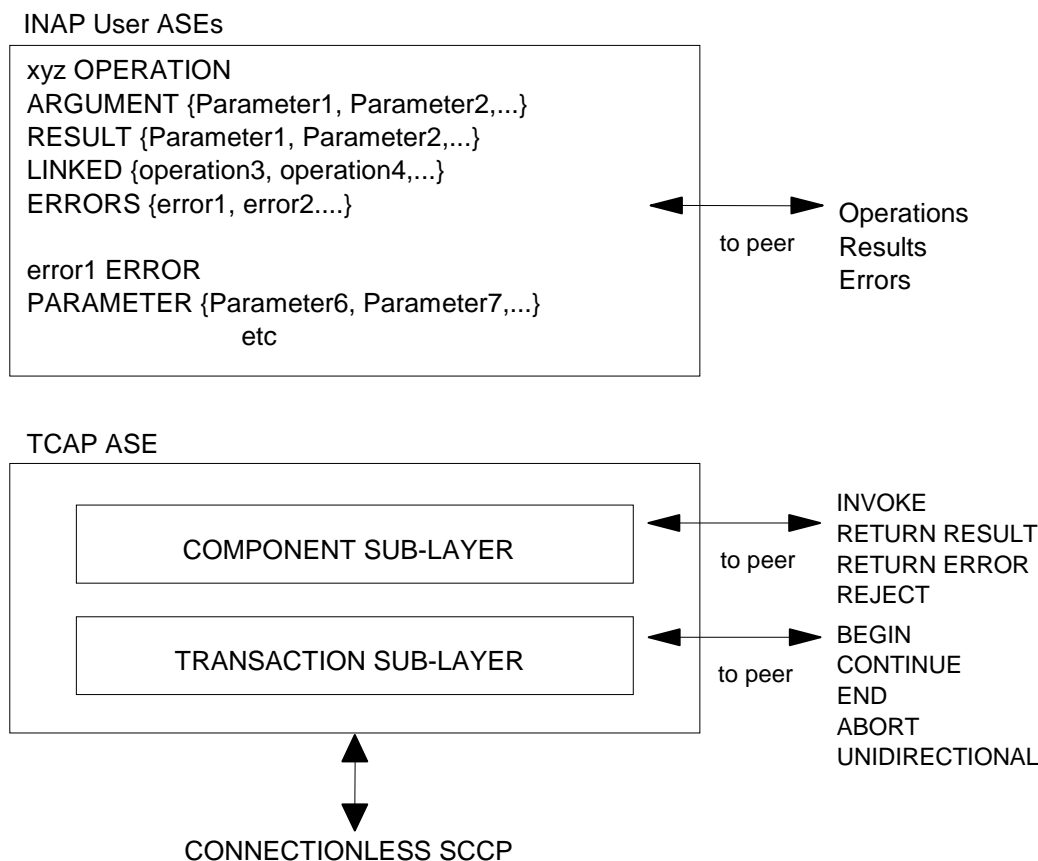 INAP User ASEs
xyz OPERATION
ARGUMENT {Parameter1, Parameter2,...}
RESULT {Parameter1, Parameter2,...}
LINKED {operation3, operation4,...}
ERRORS {error1, error2....}
error1 ERROR
PARAMETER {Parameter6, Parameter7,...}
etc
to peer
Operations
Results
Errors
TCAP ASE
COMPONENT SUB-LAYER
to peer
INVOKE
RETURN RESULT
RETURN ERROR
REJECT
TRANSACTION SUB-LAYER
to peer
BEGIN
CONTINUE
END
ABORT
UNIDIRECTIONAL
CONNECTIONLESS SCCP